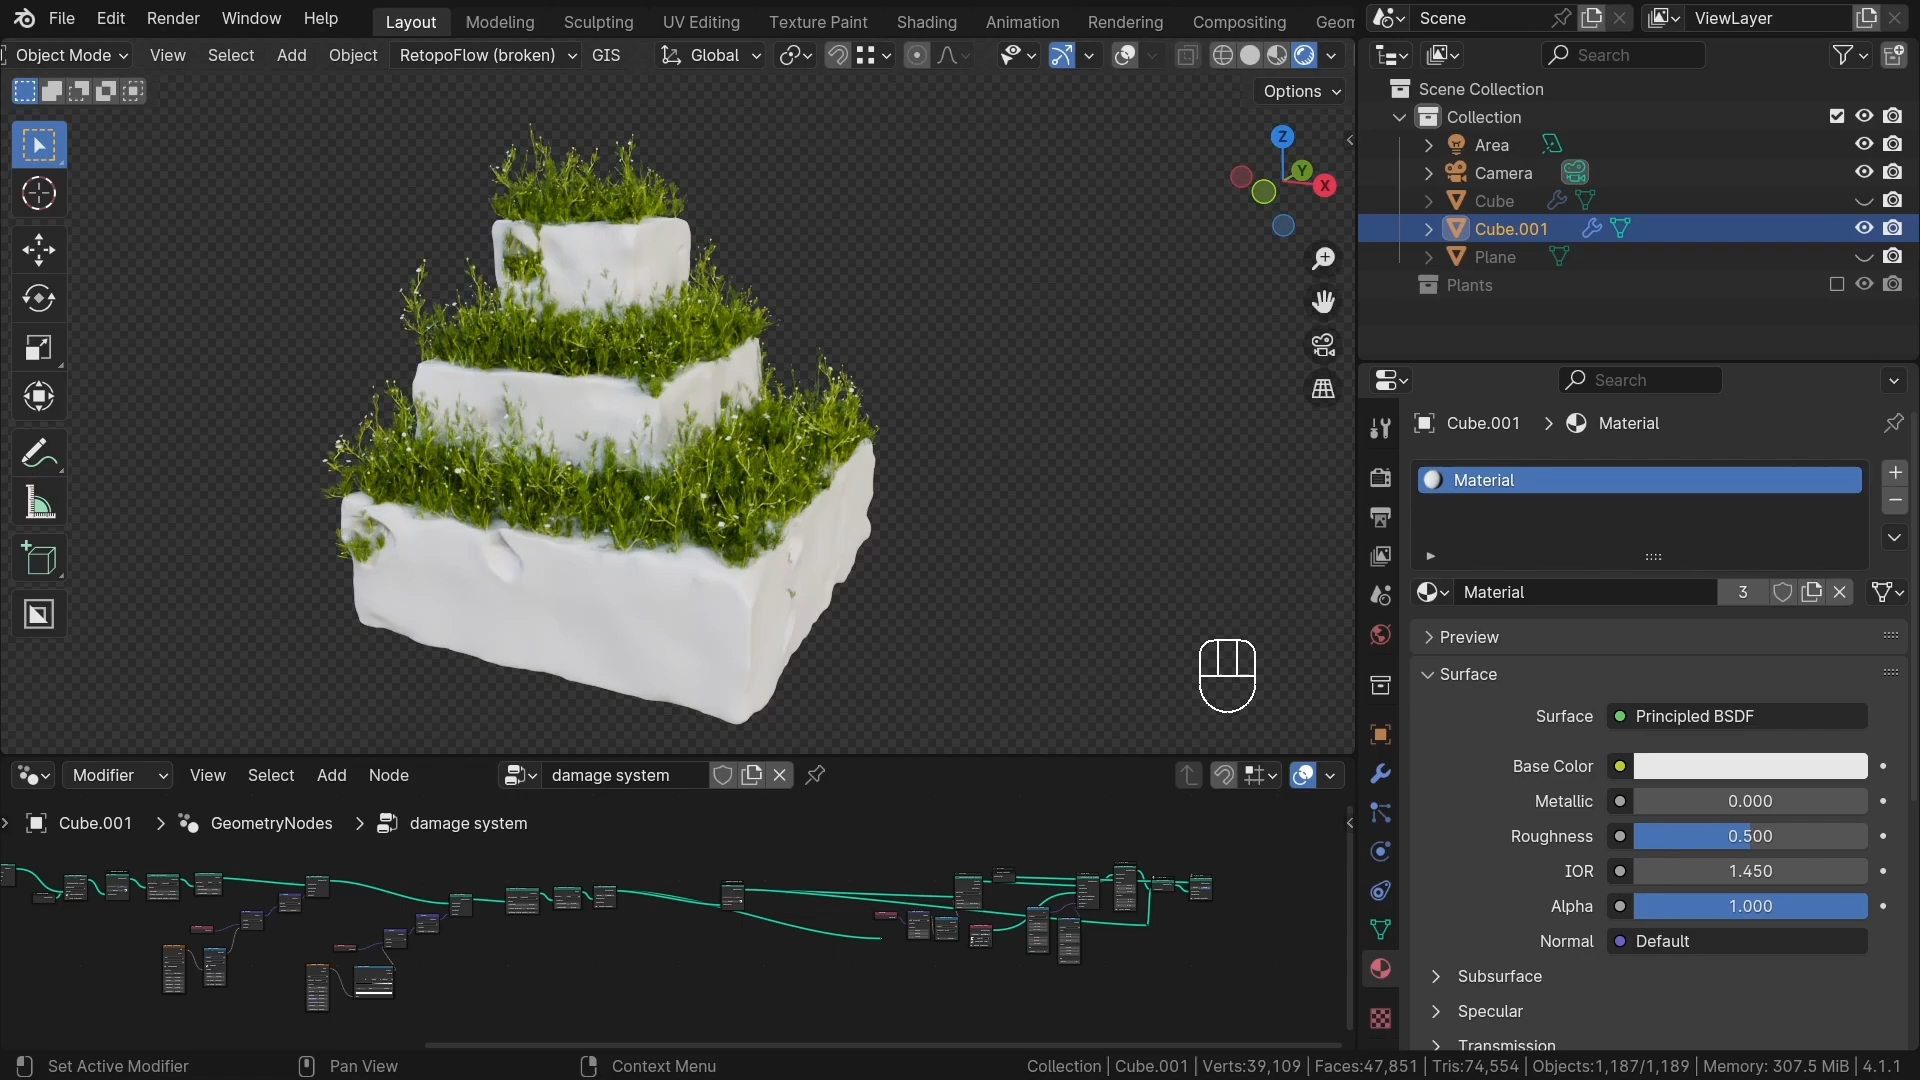 File Edit Render Window Help Layout Modeling Sculpting UV Editing Texture Paint Shading Animation Rendering Compositing Geom Scene ViewLayer
Object Mode View Select Add Object RetopoFlow (broken) GIS Global
Options
Z
Y
X
Search
Scene Collection
Collection
Area
Camera
Cube
Cube.001
Plane
Plants
Search
Cube.001 Material
Material
Material 3
Preview
Surface
Surface Principled BSDF
Base Color
Metallic 0.000
Roughness 0.500
IOR 1.450
Alpha 1.000
Normal Default
Subsurface
Specular
Transmission
Modifier View Select Add Node damage system
Cube.001 GeometryNodes damage system
Set Active Modifier Pan View Context Menu Collection | Cube.001 | Verts:39,109 | Faces:47,851 | Tris:74,554 | Objects:1,187/1,189 | Memory: 307.5 MiB | 4.1.1